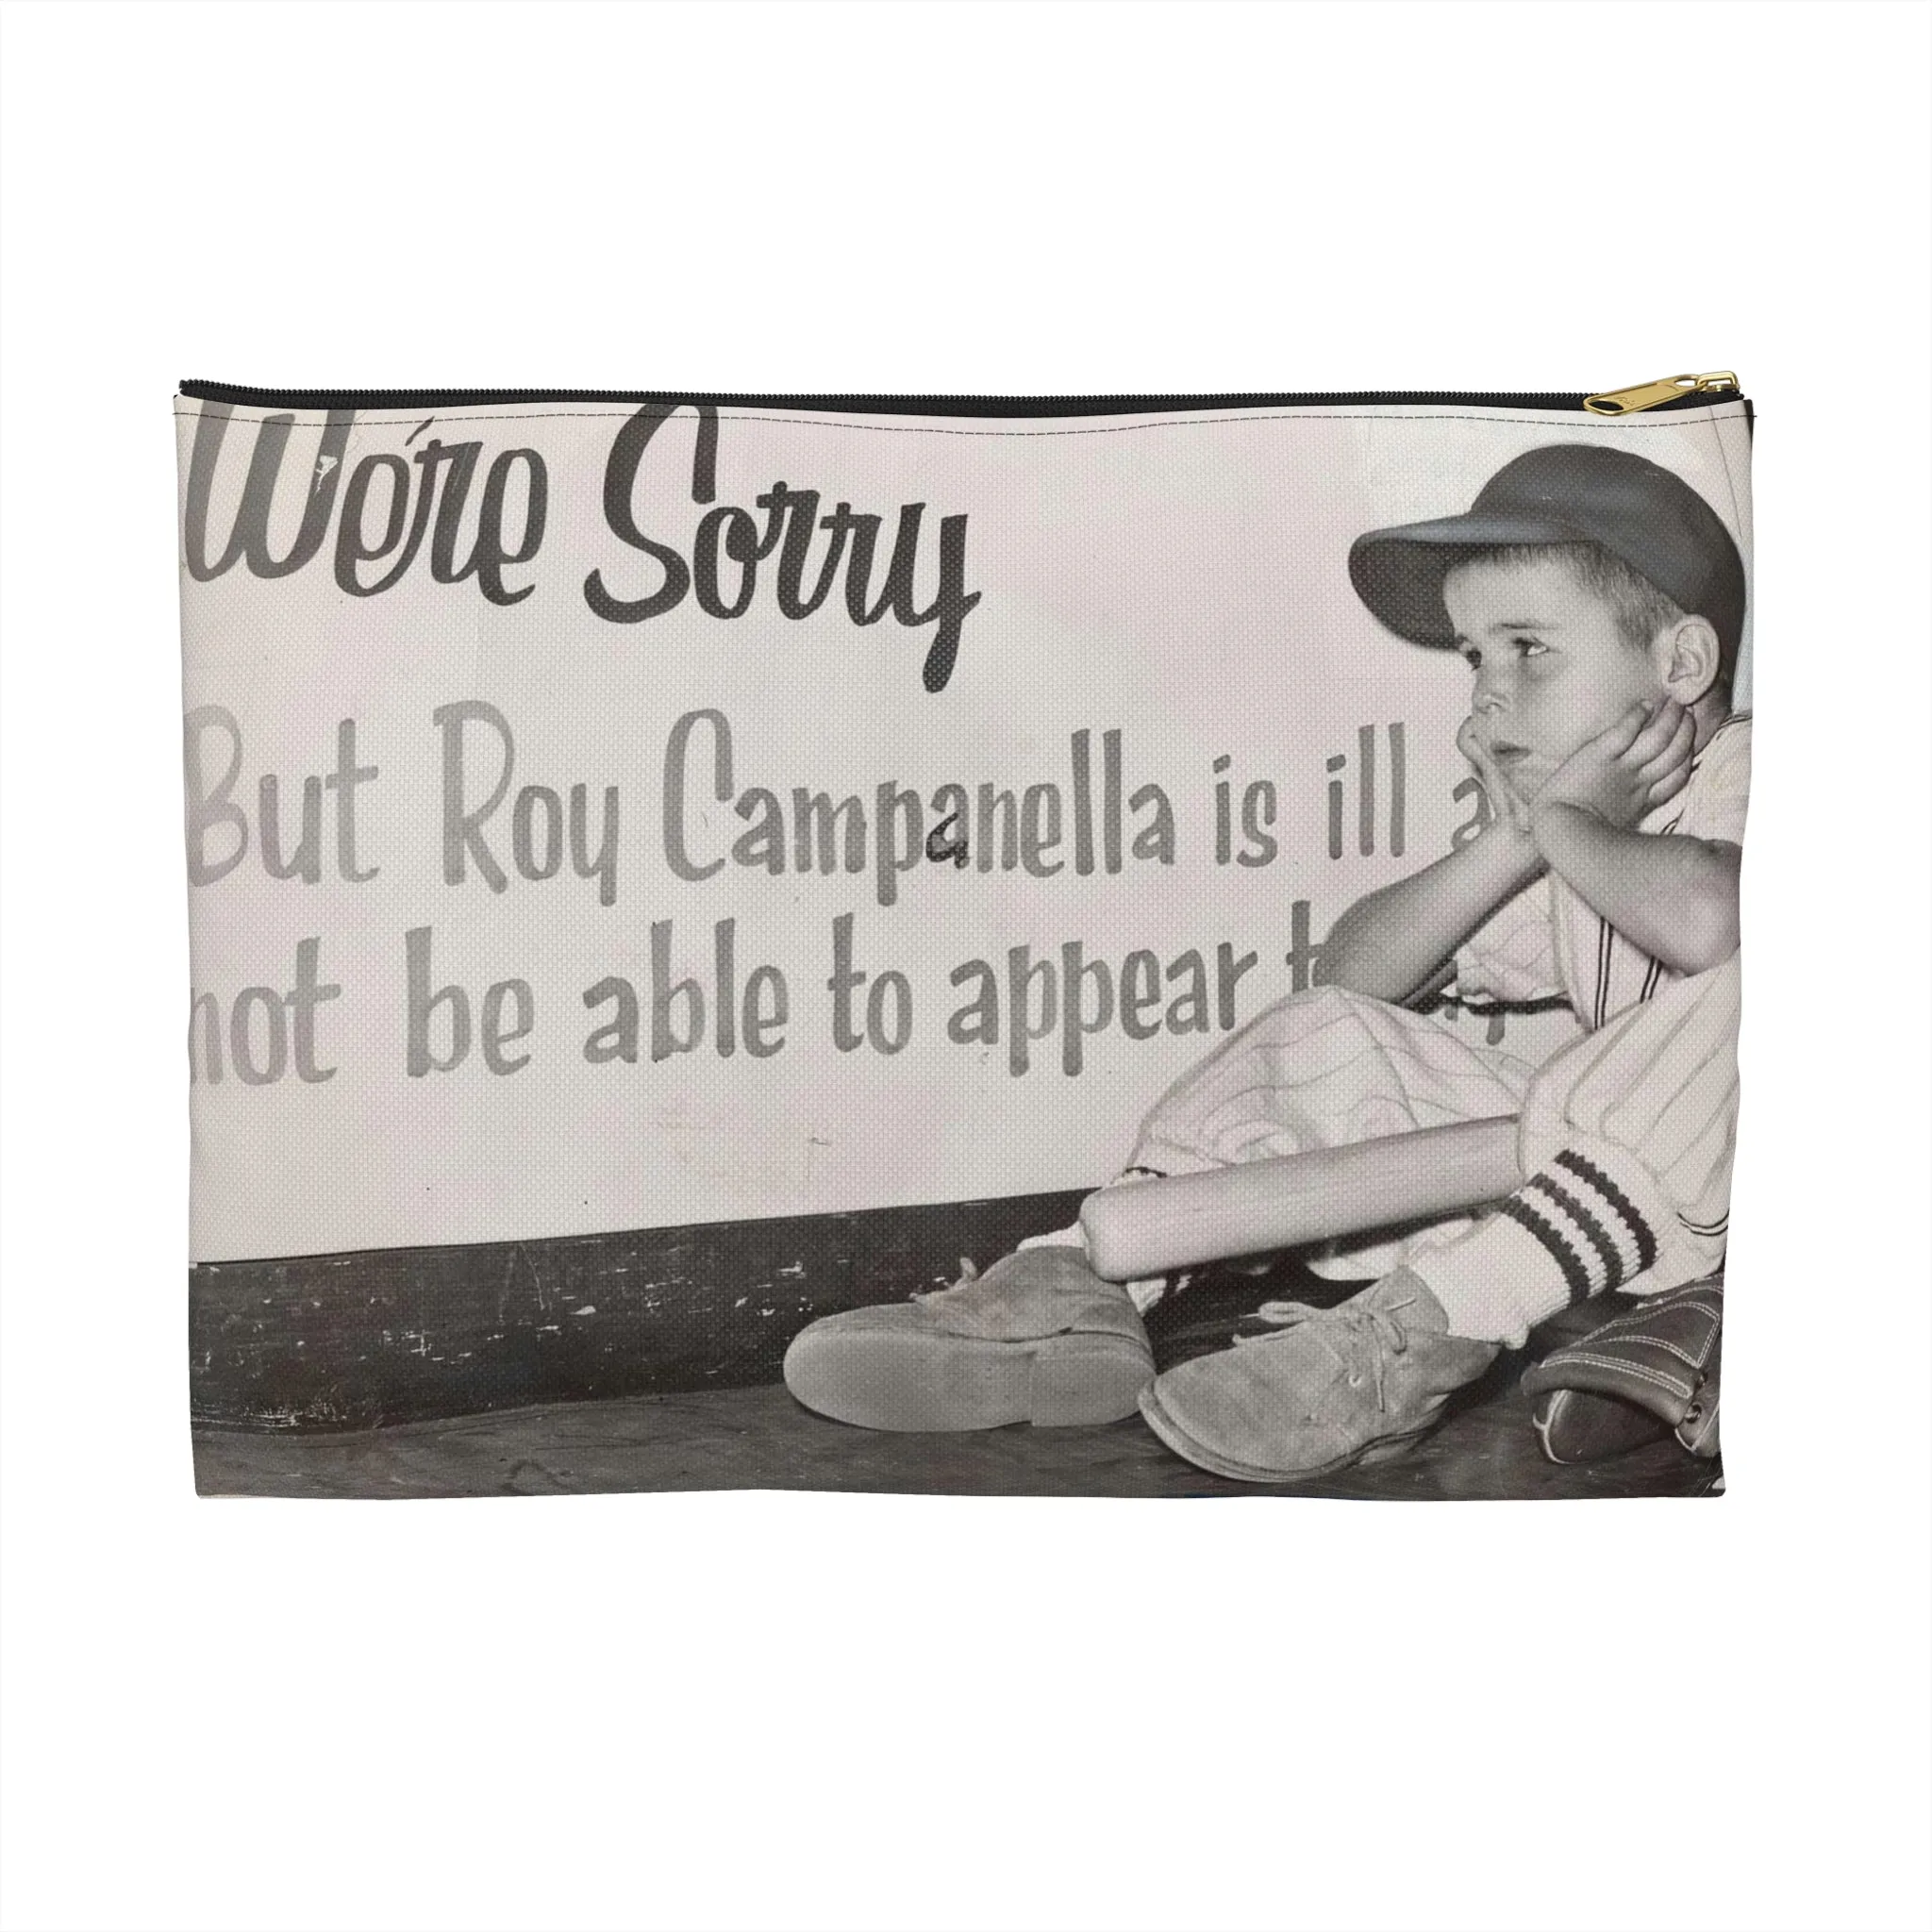 We're Sorry
But Roy Campanella is ill
not be able to appear